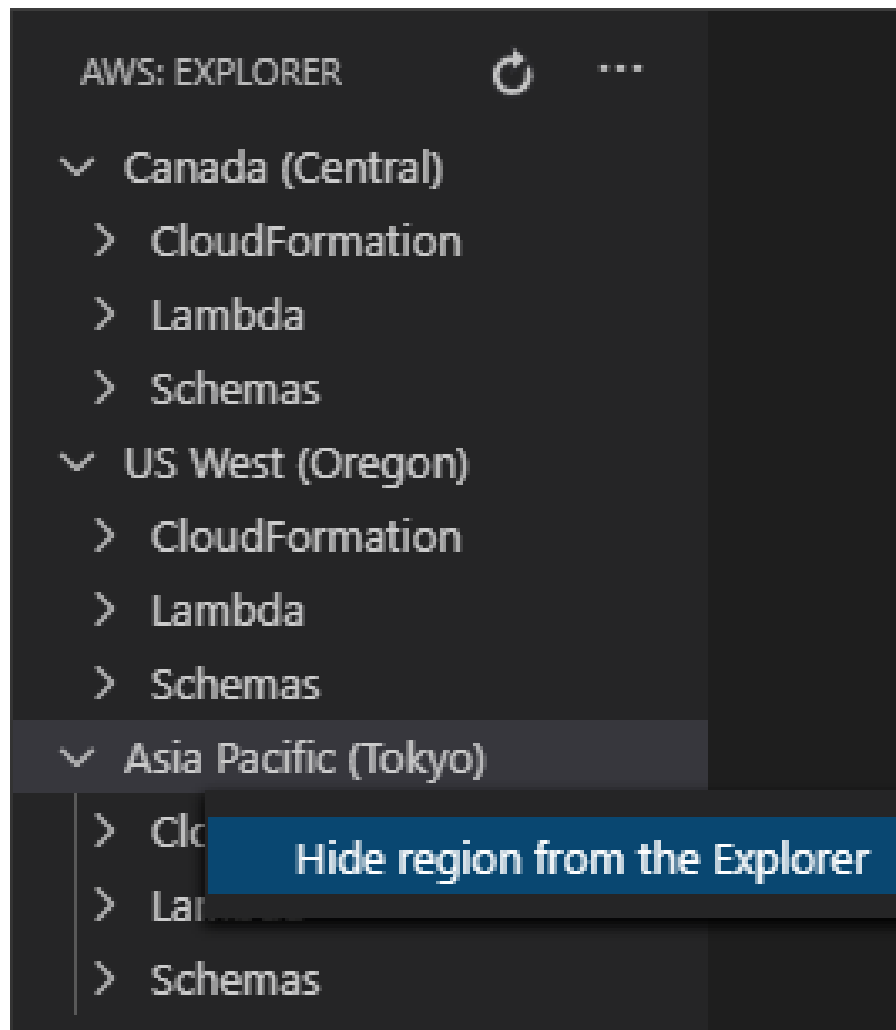 AWS: EXPLORER
Canada (Central)
CloudFormation
Lambda
Schemas
US West (Oregon)
CloudFormation
Lambda
Schemas
Asia Pacific (Tokyo)
Hide region from the Explorer
Schemas